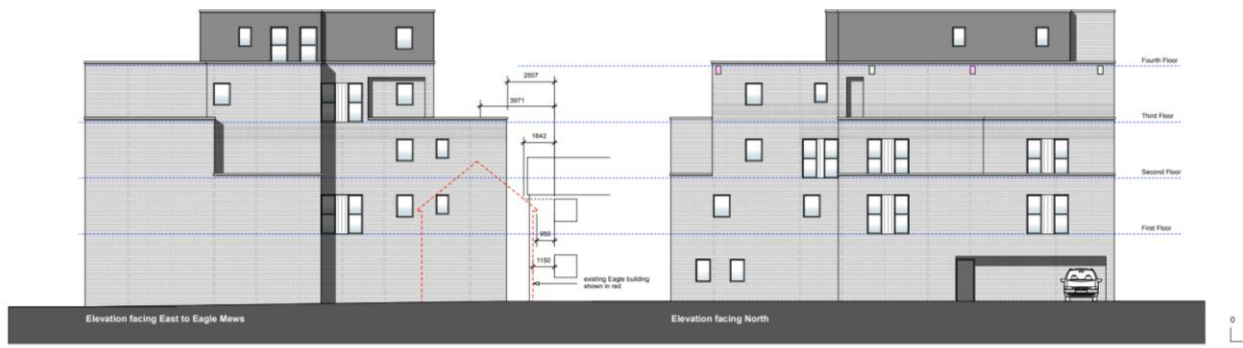 Fourth Floor
2507
3971
Third Floor
1642
Second Floor
First Floor
950
1150
existing Eagle building
shown in red
Elevation facing East to Eagle Mews
Elevation facing North
0